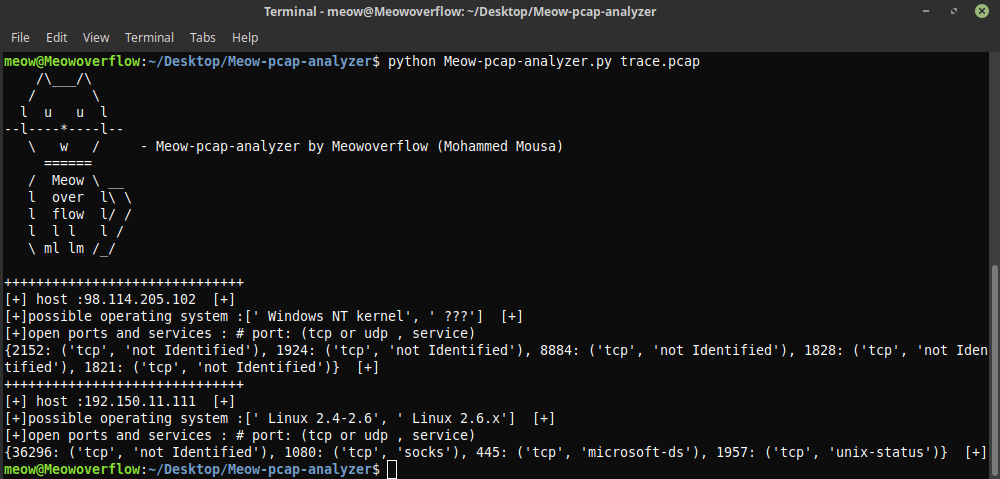 Terminal - meow@Meowoverflow: ~/Desktop/Meow-pcap-analyzer
File Edit View Terminal Tabs Help
meow@Meowoverflow:~/Desktop/Meow-pcap-analyzer$ python Meow-pcap-analyzer.py trace.pcap
    /\___/\
   /       \
  l  u   u  l
--l----*----l--
   \   w   /     - Meow-pcap-analyzer by Meowoverflow (Mohammed Mousa)
     ======
   /  Meow \ __
   l  over  l\ \
   l  flow  l/ /
   l  l l   l /
   \ ml lm /_/
++++++++++++++++++++++++++++++
[+] host :98.114.205.102  [+]
[+]possible operating system :[' Windows NT kernel', ' ???']  [+]
[+]open ports and services : # port: (tcp or udp , service)
{2152: ('tcp', 'not Identified'), 1924: ('tcp', 'not Identified'), 8884: ('tcp', 'not Identified'), 1828: ('tcp', 'not Iden
tified'), 1821: ('tcp', 'not Identified')}  [+]
++++++++++++++++++++++++++++++
[+] host :192.150.11.111  [+]
[+]possible operating system :[' Linux 2.4-2.6', ' Linux 2.6.x']  [+]
[+]open ports and services : # port: (tcp or udp , service)
{36296: ('tcp', 'not Identified'), 1080: ('tcp', 'socks'), 445: ('tcp', 'microsoft-ds'), 1957: ('tcp', 'unix-status')}  [+]
meow@Meowoverflow:~/Desktop/Meow-pcap-analyzer$